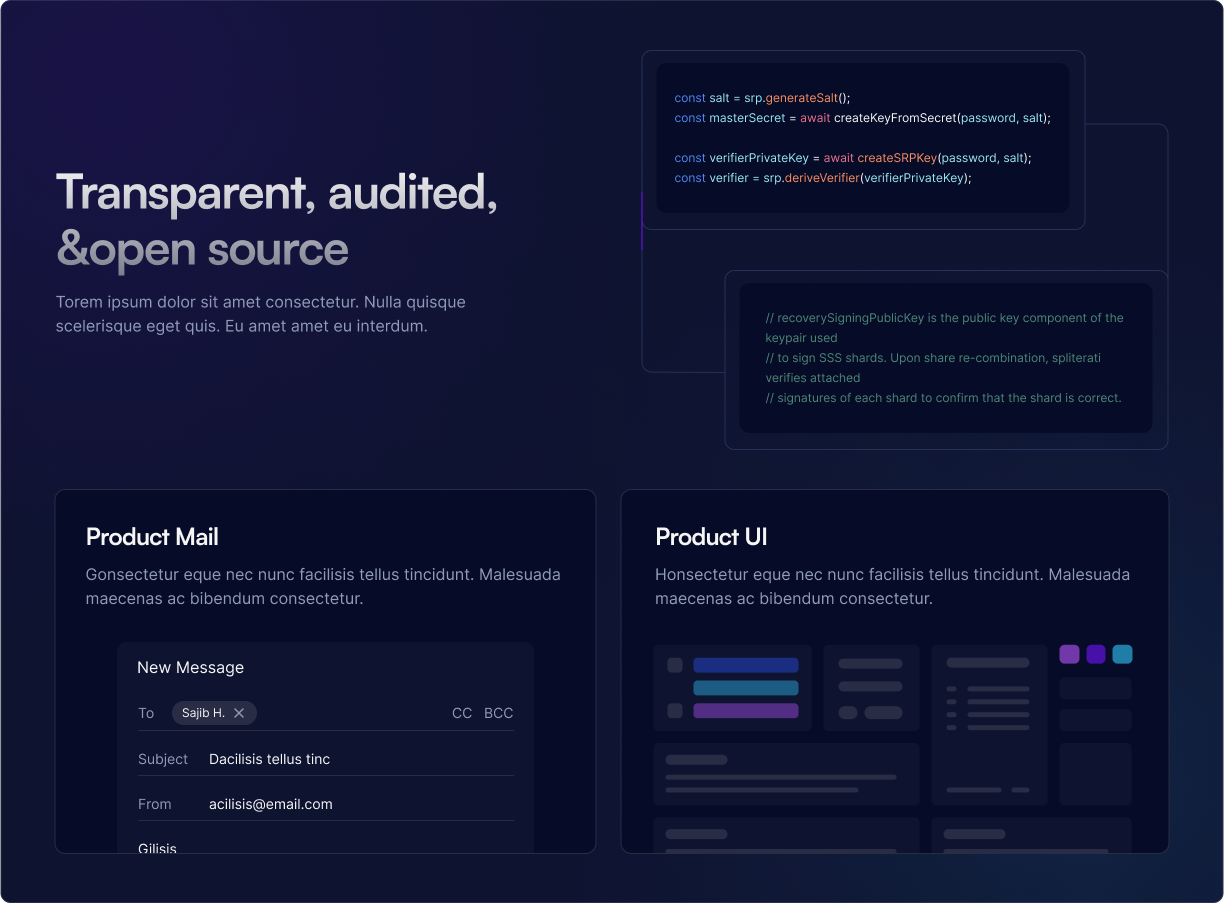 Transparent, audited,
&open source
Torem ipsum dolor sit amet consectetur. Nulla quisque
scelerisque eget quis. Eu amet amet eu interdum.
const salt = srp.generateSalt();
const masterSecret = await createKeyFromSecret(password, salt);
const verifierPrivateKey = await createSRPKey(password, salt);
const verifier = srp.deriveVerifier(verifierPrivateKey);
// recoverySigningPublicKey is the public key component of the
keypair used
// to sign SSS shards. Upon share re-combination, spliterati
verifies attached
// signatures of each shard to confirm that the shard is correct.
Product Mail
Gonsectetur eque nec nunc facilisis tellus tincidunt. Malesuada
maecenas ac bibendum consectetur.
New Message
To Sajib H. CC BCC
Subject Dacilisis tellus tinc
From acilisis@email.com
Gilisis
Product UI
Honsectetur eque nec nunc facilisis tellus tincidunt. Malesuada
maecenas ac bibendum consectetur.